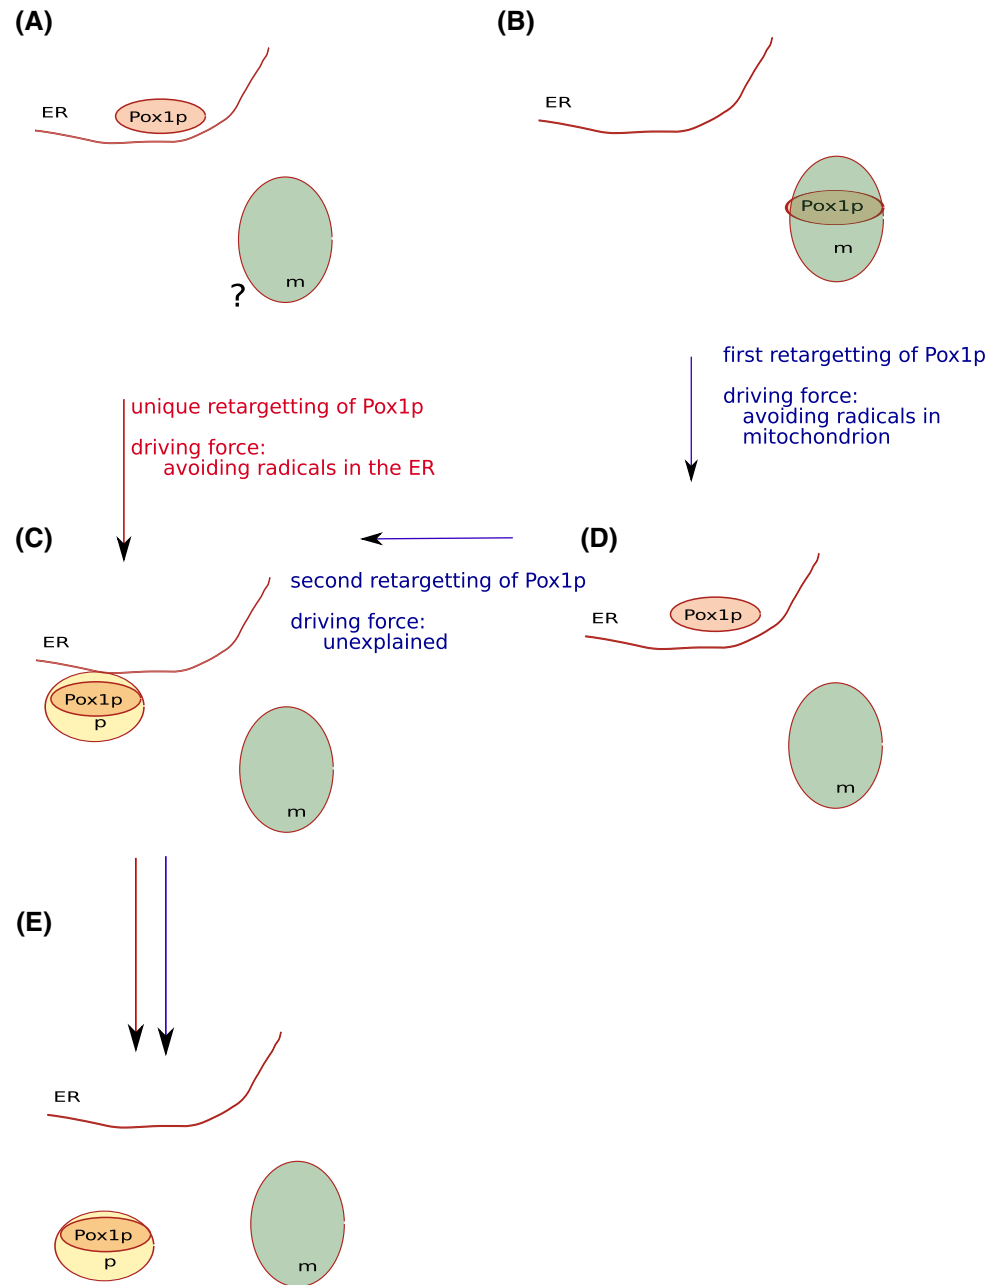 (A)
(B)
ER
Pox1p
m
?
ER
Pox1p
m
unique retargetting of Pox1p
driving force:
avoiding radicals in the ER
first retargetting of Pox1p
driving force:
avoiding radicals in
mitochondrion
(C)
(D)
second retargetting of Pox1p
driving force:
unexplained
ER
Pox1p
p
m
ER
Pox1p
m
(E)
ER
Pox1p
p
m